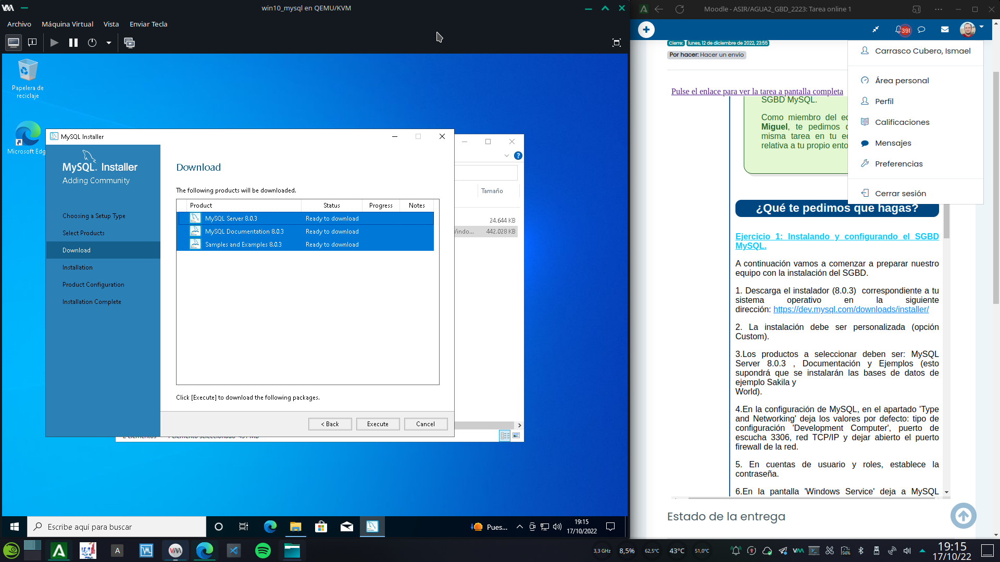 win10_mysql en QEMU/KVM
Archivo Máquina Virtual Vista Enviar Tecla
Papelera de
reciclaje
Microsoft Edg
MySQL Installer
MySQL. Installer
Adding Community
Choosing a Setup Type
Select Products
Download
Installation
Product Configuration
Installation Complete
Download
The following products will be downloaded.
Product Status Progress Notes
MySQL Server 8.0.3 Ready to download
MySQL Documentation 8.0.3 Ready to download
Samples and Examples 8.0.3 Ready to download
Click [Execute] to download the following packages.
< Back Execute Cancel
Tamaño
24.644 KB
442.028 KB
Escribe aquí para buscar
Pues...
19:15
17/10/2022
Moodle - ASIR/AGUA2_GBD_2223: Tarea online 1
391
Cierre: lunes, 12 de diciembre de 2022, 23:55
Por hacer: Hacer un envío
Pulse el enlace para ver la tarea a pantalla completa
SGBD MySQL.
Como miembro del ec
Miguel, te pedimos
misma tarea en tu e
relativa a tu propio ento
Carrasco Cubero, Ismael
Área personal
Perfil
Calificaciones
Mensajes
Preferencias
Cerrar sesión
¿Qué te pedimos que hagas?
Ejercicio 1: Instalando y configurando el SGBD
MySQL.
A continuación vamos a comenzar a preparar nuestro
equipo con la instalación del SGBD.
1. Descarga el instalador (8.0.3) correspondiente a tu
sistema operativo en la siguiente
dirección: https://dev.mysql.com/downloads/installer/
2. La instalación debe ser personalizada (opción
Custom).
3.Los productos a seleccionar deben ser: MySQL
Server 8.0.3 , Documentación y Ejemplos (esto
supondrá que se instalarán las bases de datos de
ejemplo Sakila y
World).
4.En la configuración de MySQL, en el apartado 'Type
and Networking' deja los valores por defecto: tipo de
configuración 'Development Computer', puerto de
escucha 3306, red TCP/IP y dejar abierto el puerto
firewall de la red.
5. En cuentas de usuario y roles, establece la
contraseña.
6.En la pantalla 'Windows Service' deja a MySQL
Estado de la entrega
3,3 GHz 8,5% 62,5°C 43°C 51,0°C
94%
19:15
17/10/22